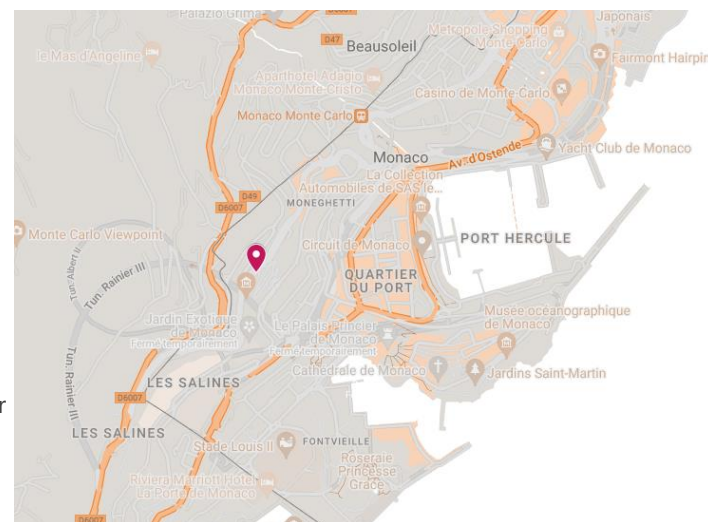 Palazzo Grima
D6007
D47
Beausoleil
Japonais
Metropole Shopping
Monte-Carlo
le Mas d'Angeline
Fairmont Hairpin
Aparthotel Adagio
Monaco Monte-Cristo
Casino de Monte-Carlo
Monaco Monte Carlo
Av. d'Ostende
Yacht Club de Monaco
Monaco
La Collection
Automobiles de SAS le...
D49
MONEGHETTI
D6007
Monte Carlo Viewpoint
Circuit de Monaco
PORT HERCULE
Tun. Albert II
Tun. Rainier III
QUARTIER
DU PORT
Musée océanographique
de Monaco
Jardin Exotique
de Monaco
Fermé temporairement
Le Palais Princier
de Monaco
Fermé temporairement
Cathédrale de Monaco
Jardins Saint-Martin
Tun. Rainier III
LES SALINES
D6007
r
LES SALINES
Stade Louis II
FONTVIEILLE
Roseraie
Princesse
Grace
Riviera Marriott Hotel
La Porte de Monaco
D6007